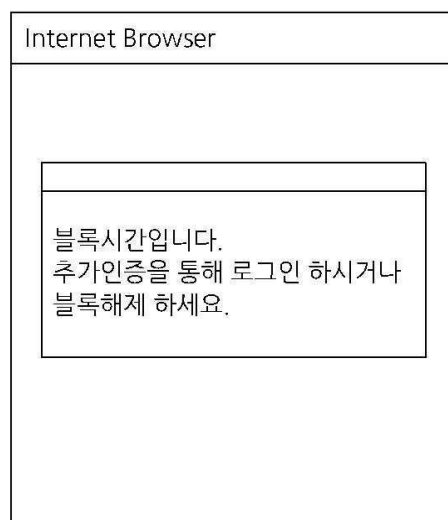 Internet Browser
블록시간입니다.
추가인증을 통해 로그인 하시거나
블록해제 하세요.